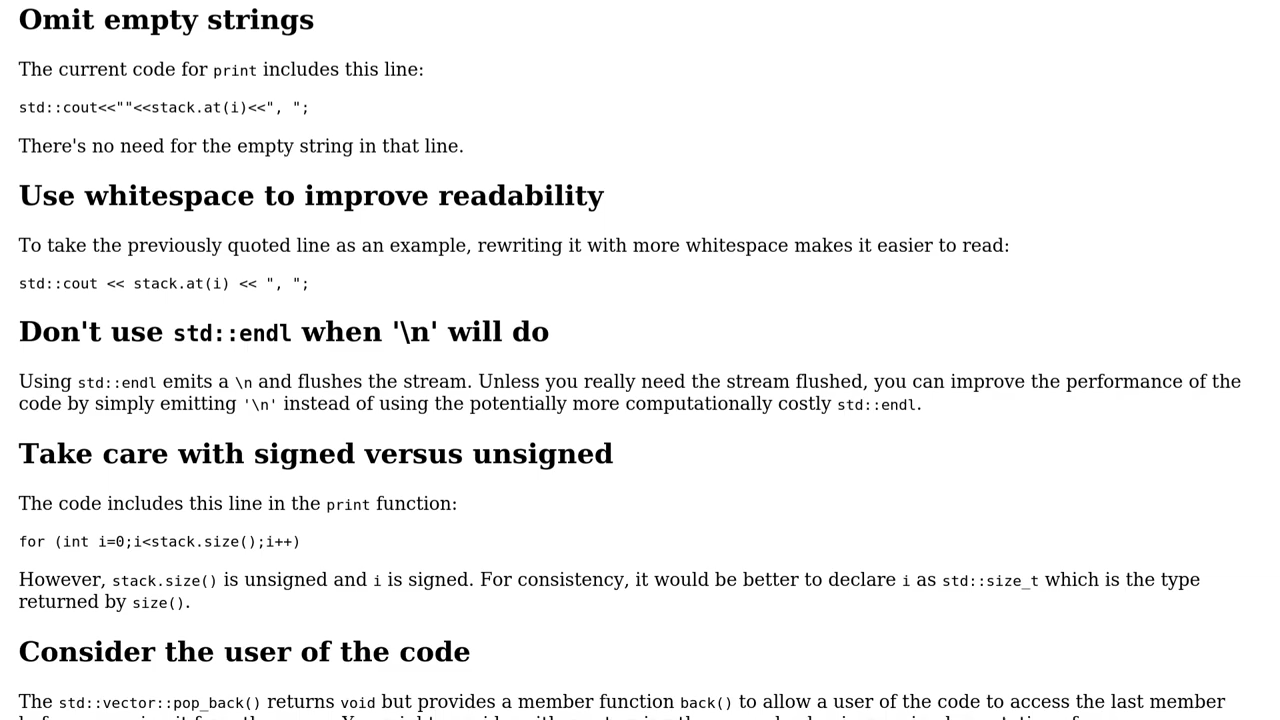 Omit empty strings
The current code for print includes this line:
std::cout<<""<<stack.at(i)<<", ";
There's no need for the empty string in that line.
Use whitespace to improve readability
To take the previously quoted line as an example, rewriting it with more whitespace makes it easier to read:
std::cout << stack.at(i) << ", ";
Don't use std::endl when '\n' will do
Using std::endl emits a \n and flushes the stream. Unless you really need the stream flushed, you can improve the performance of the
code by simply emitting '\n' instead of using the potentially more computationally costly std::endl.
Take care with signed versus unsigned
The code includes this line in the print function:
for (int i=0;i<stack.size();i++)
However, stack.size() is unsigned and i is signed. For consistency, it would be better to declare i as std::size_t which is the type
returned by size().
Consider the user of the code
The std::vector::pop_back() returns void but provides a member function back() to allow a user of the code to access the last member